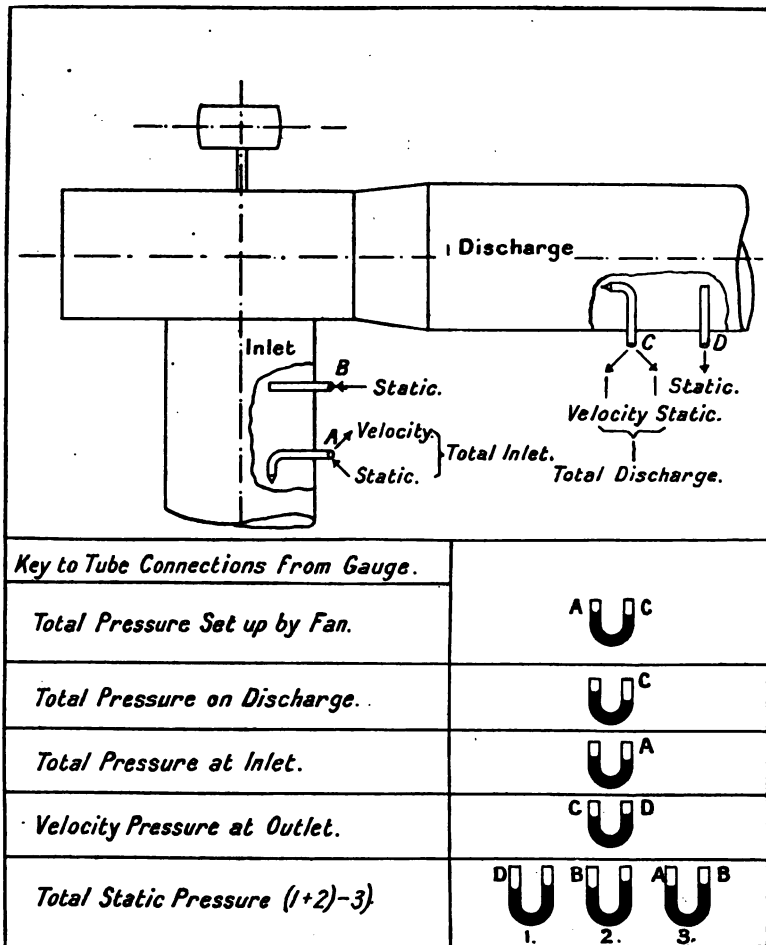 Discharge
Inlet
B
Static.
A
Velocity.
Static.
Total Inlet.
C
D
Static.
Velocity Static.
Total Discharge.
Key to Tube Connections From Gauge.
Total Pressure Set up by Fan.
A C
Total Pressure on Discharge.
C
Total Pressure at Inlet.
A
Velocity Pressure at Outlet.
C D
Total Static Pressure (1+2)-3}
D B A B
1. 2. 3.